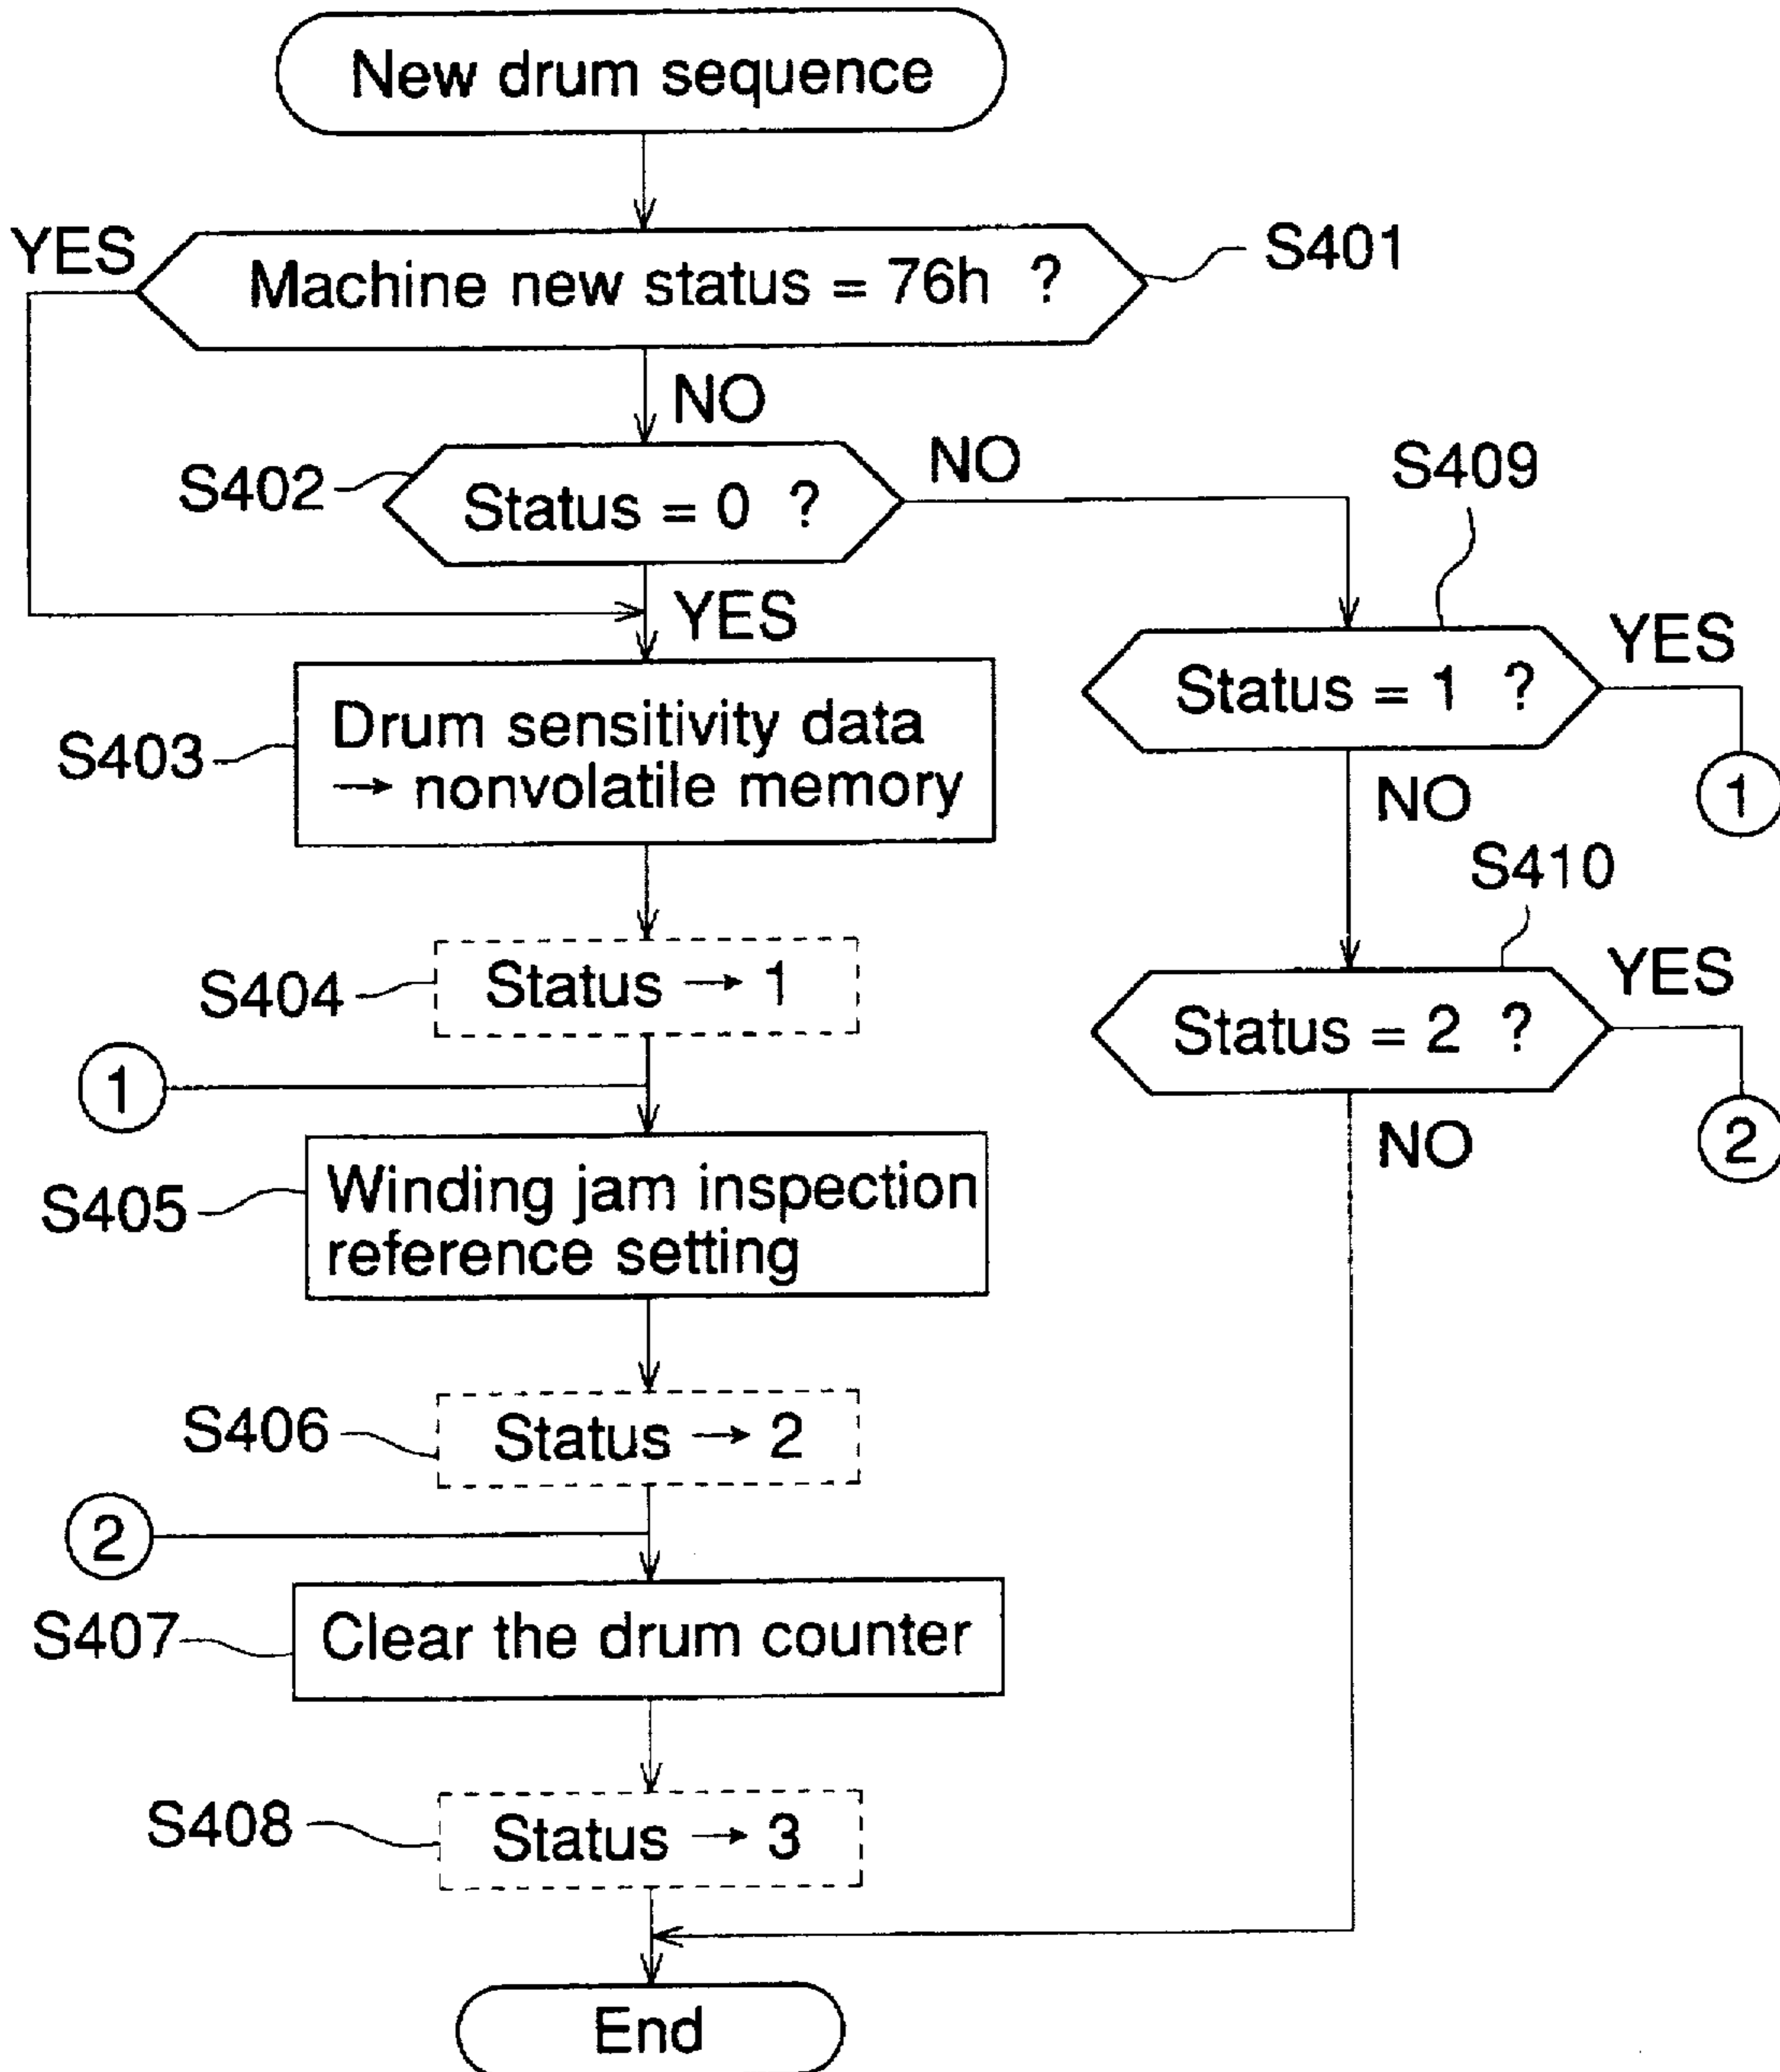 New drum sequence
YES
Machine new status = 76h ?
S401
NO
S402
Status = 0 ?
NO
S409
YES
Status = 1 ?
YES
1
NO
S403
Drum sensitivity data
→ nonvolatile memory
S410
Status = 2 ?
YES
2
NO
S404
Status → 1
1
S405
Winding jam inspection
reference setting
S406
Status → 2
2
S407
Clear the drum counter
S408
Status → 3
End